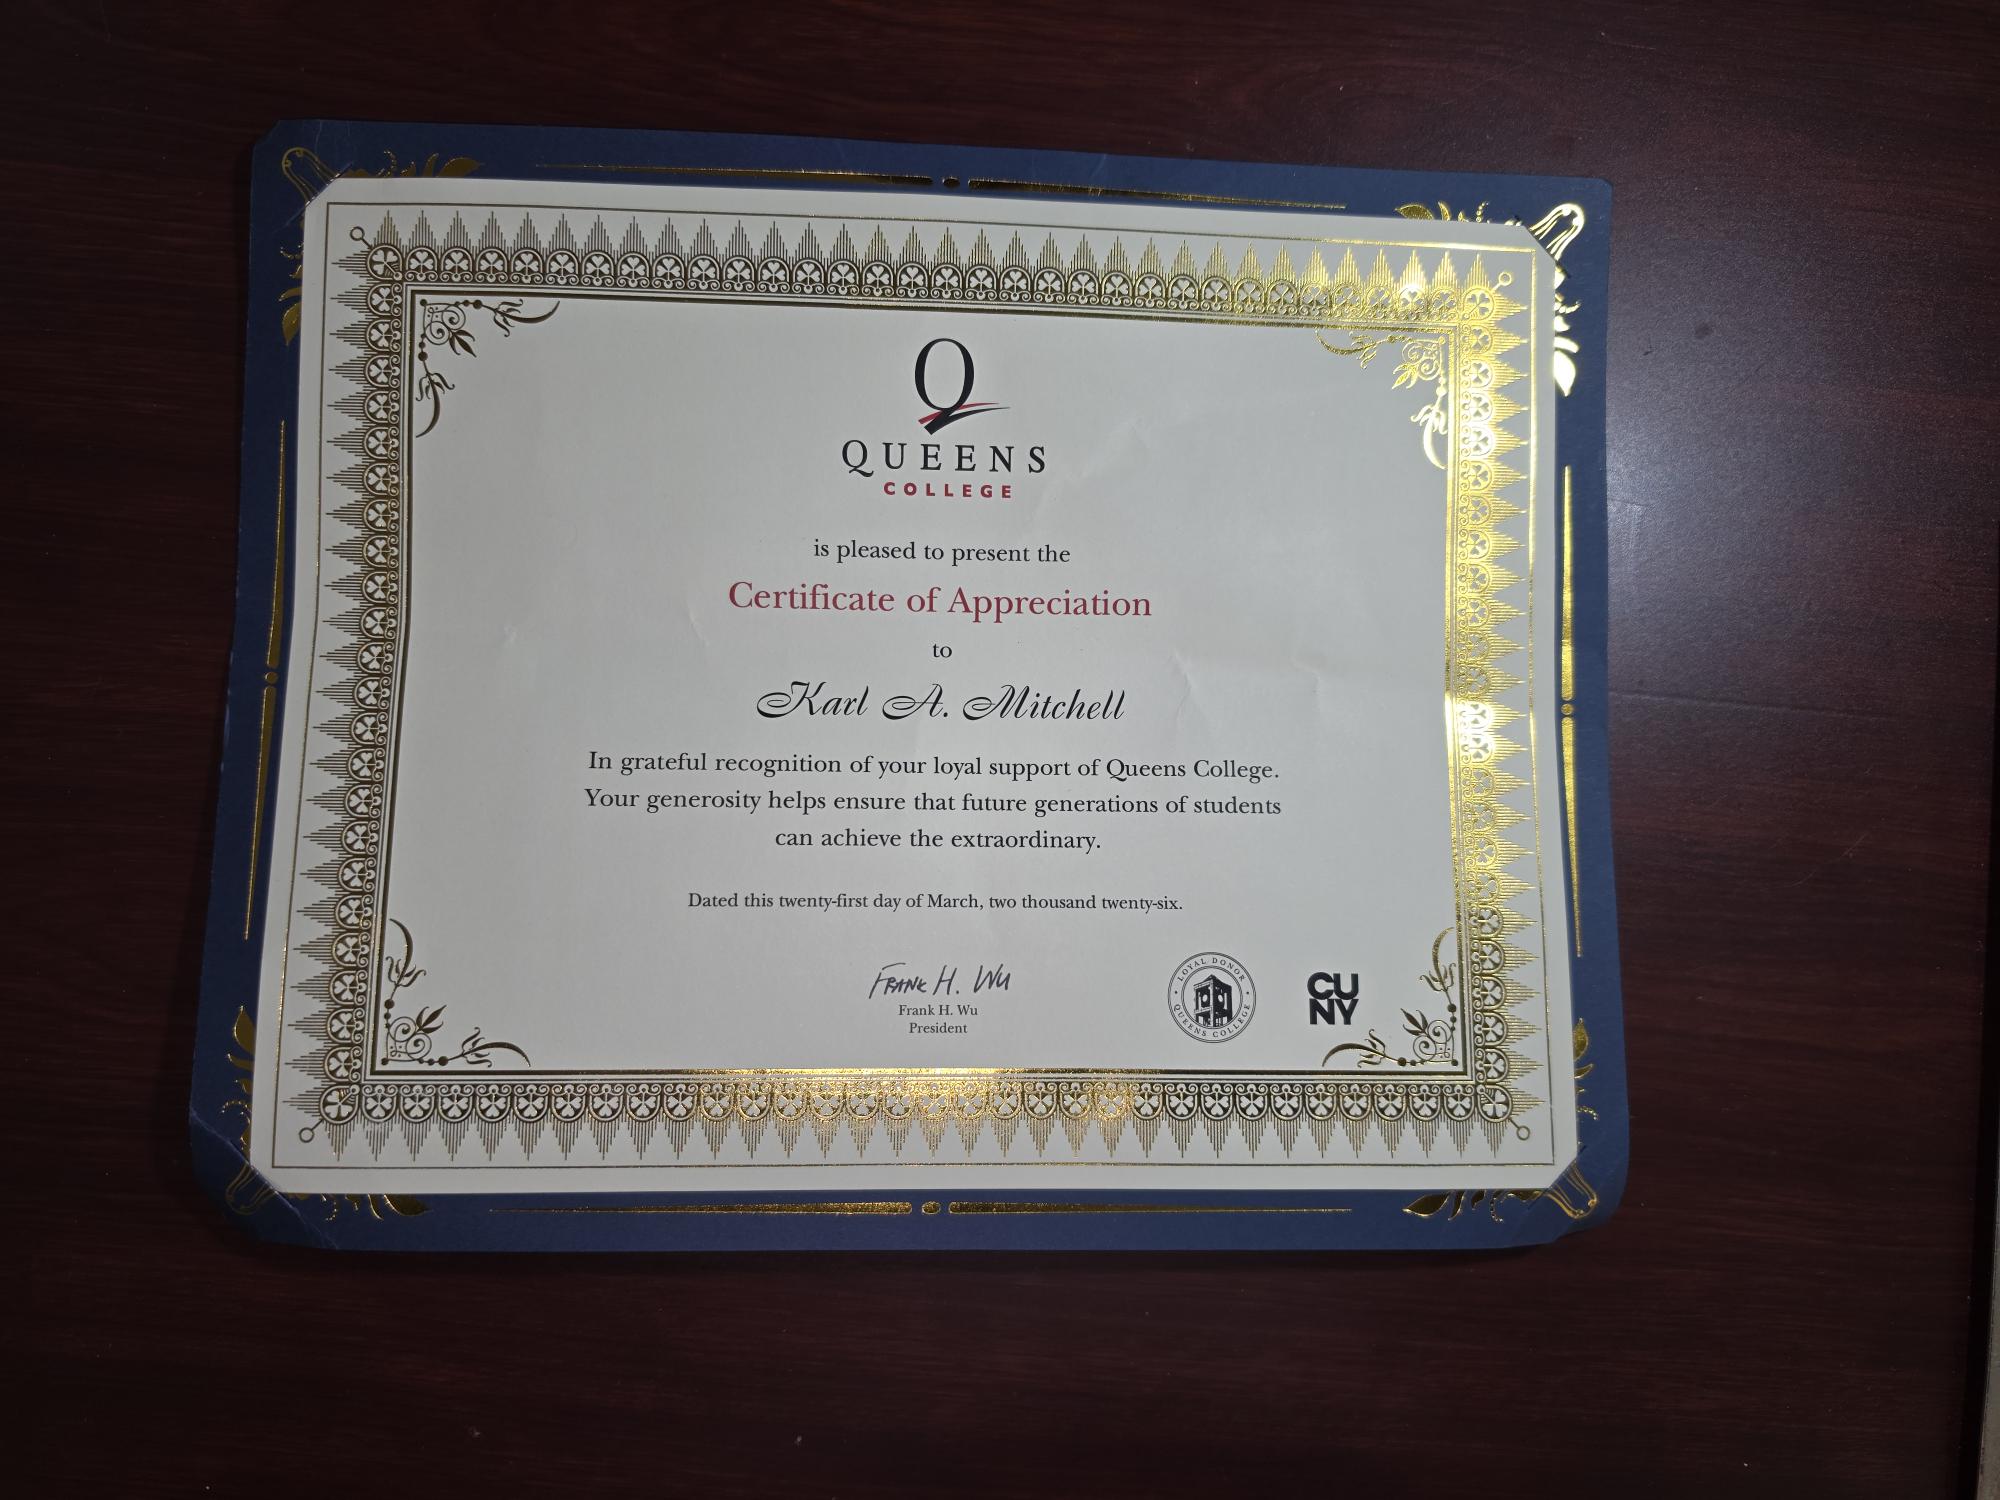 Q
QUEENS
COLLEGE
is pleased to present the
Certificate of Appreciation
to
Karl A. Mitchell
In grateful recognition of your loyal support of Queens College.
Your generosity helps ensure that future generations of students
can achieve the extraordinary.
Dated this twenty-first day of March, two thousand twenty-six.
Frank H. Wu
Frank H. Wu
President
LOYAL DONOR
QUEENS COLLEGE
CU
NY